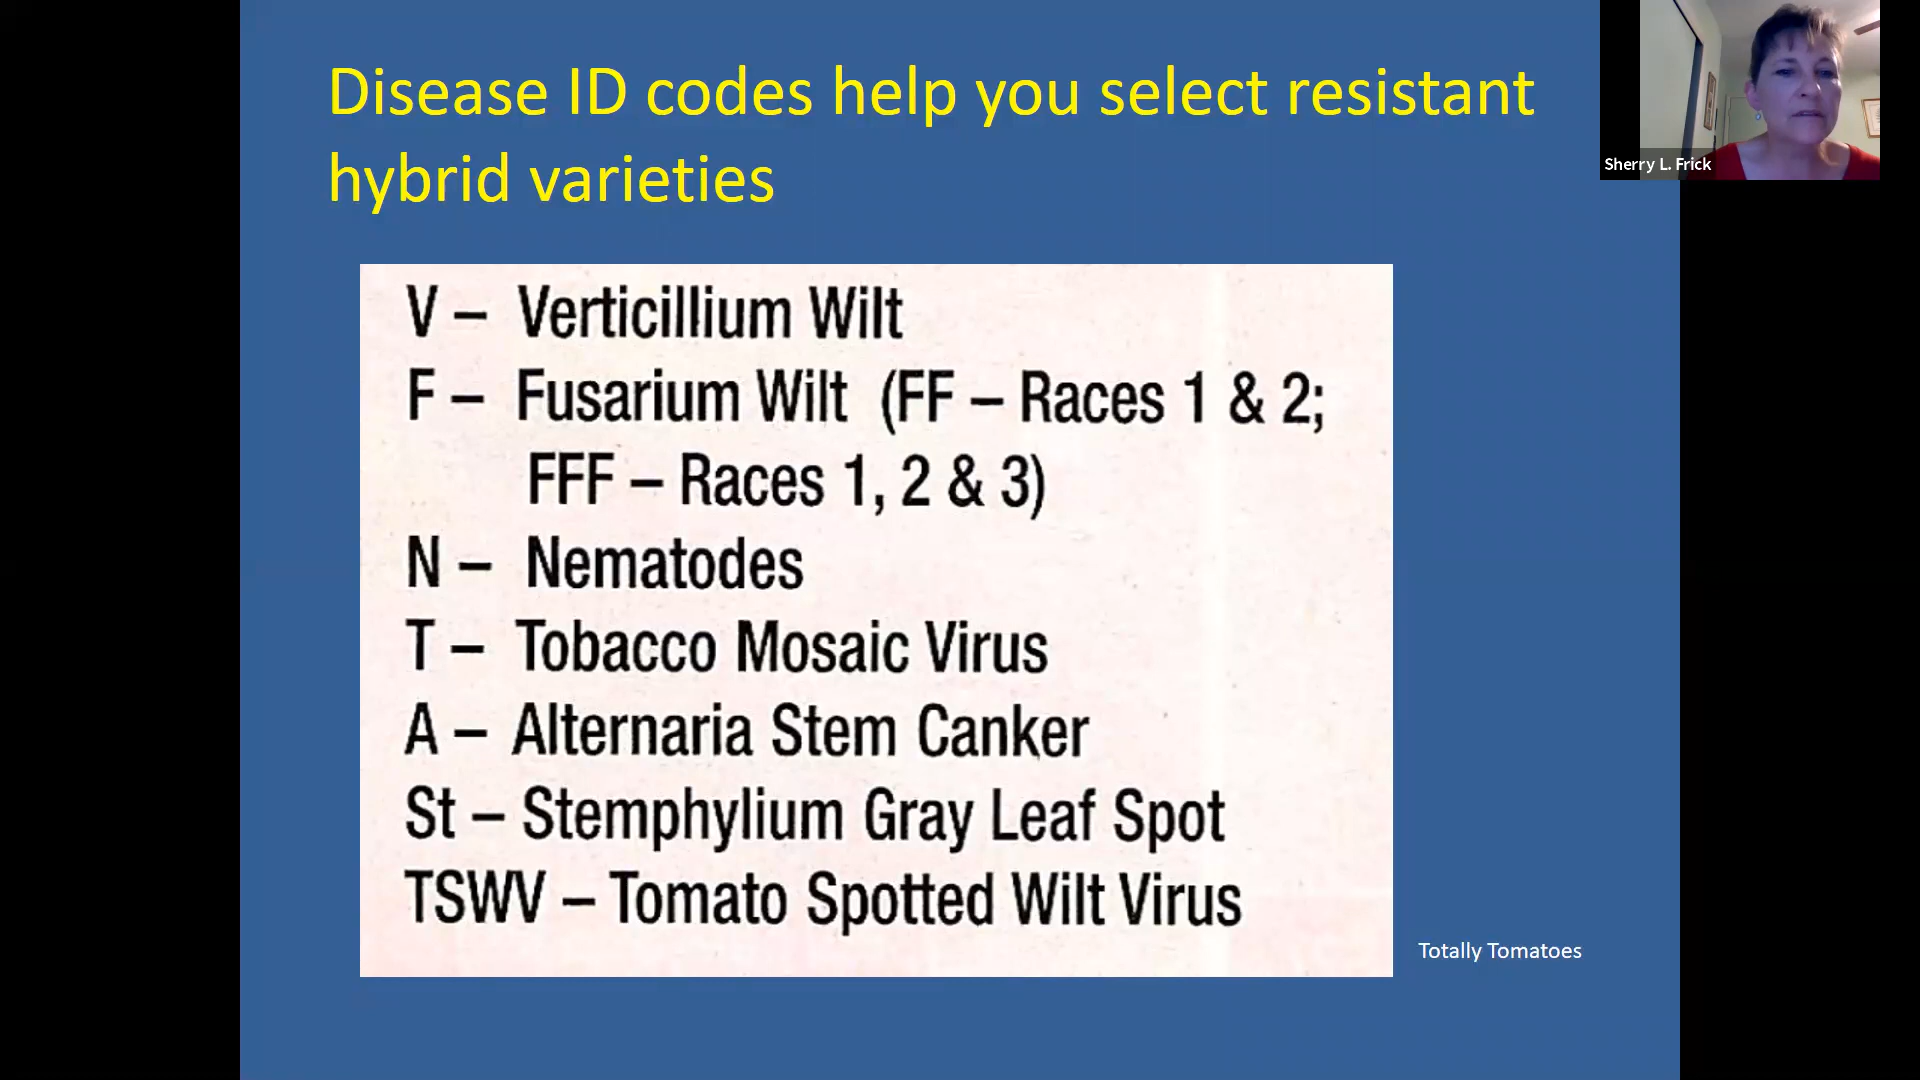 Disease ID codes help you select resistant
hybrid varieties
Sherry L. Frick
V – Verticillium Wilt
F – Fusarium Wilt (FF – Races 1 & 2;
FFF – Races 1, 2 & 3)
N – Nematodes
T – Tobacco Mosaic Virus
A – Alternaria Stem Canker
St – Stemphylium Gray Leaf Spot
TSWV – Tomato Spotted Wilt Virus
Totally Tomatoes